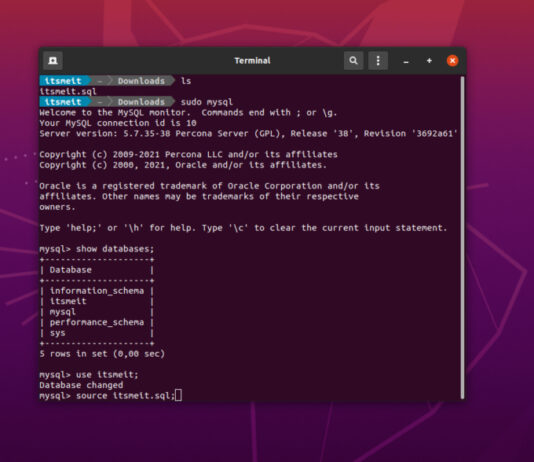 Terminal
itsmeit ~ Downloads ls
itsmeit.sql
itsmeit ~ Downloads sudo mysql
Welcome to the MySQL monitor.  Commands end with ; or \g.
Your MySQL connection id is 10
Server version: 5.7.35-38 Percona Server (GPL), Release '38', Revision '3692a61'

Copyright (c) 2009-2021 Percona LLC and/or its affiliates
Copyright (c) 2000, 2021, Oracle and/or its affiliates.

Oracle is a registered trademark of Oracle Corporation and/or its
affiliates. Other names may be trademarks of their respective
owners.

Type 'help;' or '\h' for help. Type '\c' to clear the current input statement.

mysql> show databases;
+--------------------+
| Database           |
+--------------------+
| information_schema |
| itsmeit            |
| mysql              |
| performance_schema |
| sys                |
+--------------------+
5 rows in set (0,00 sec)

mysql> use itsmeit;
Database changed
mysql> source itsmeit.sql;